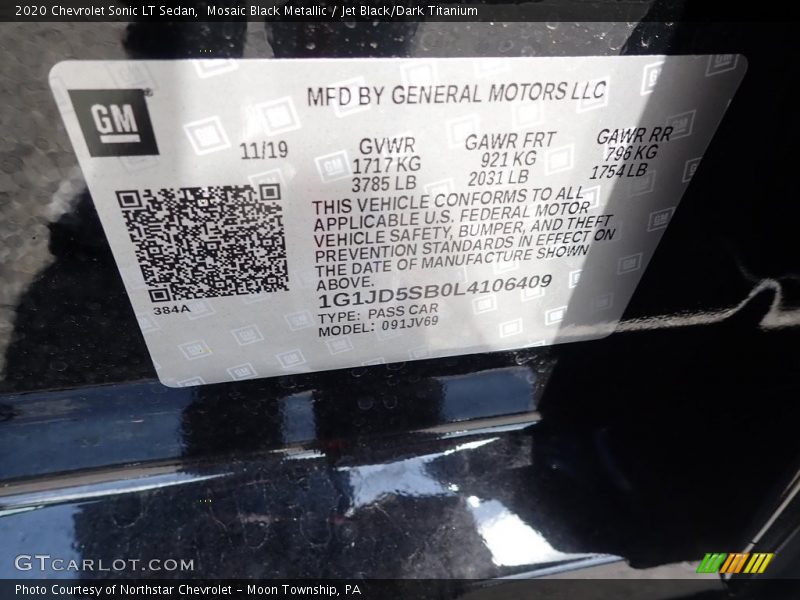 2020 Chevrolet Sonic LT Sedan,  Mosaic Black Metallic / Jet Black/Dark Titanium
GM®
MFD BY GENERAL MOTORS LLC
11/19
GVWR
1717 KG
3785 LB
GAWR FRT
921 KG
2031 LB
GAWR RR
796 KG
1754 LB
THIS VEHICLE CONFORMS TO ALL
APPLICABLE U.S. FEDERAL MOTOR
VEHICLE SAFETY, BUMPER, AND THEFT
PREVENTION STANDARDS IN EFFECT ON
THE DATE OF MANUFACTURE SHOWN
ABOVE.
1G1JD5SB0L4106409
TYPE: PASS CAR
MODEL: 091JV69
384A
GTCARLOT.COM
Photo Courtesy of Northstar Chevrolet - Moon Township, PA